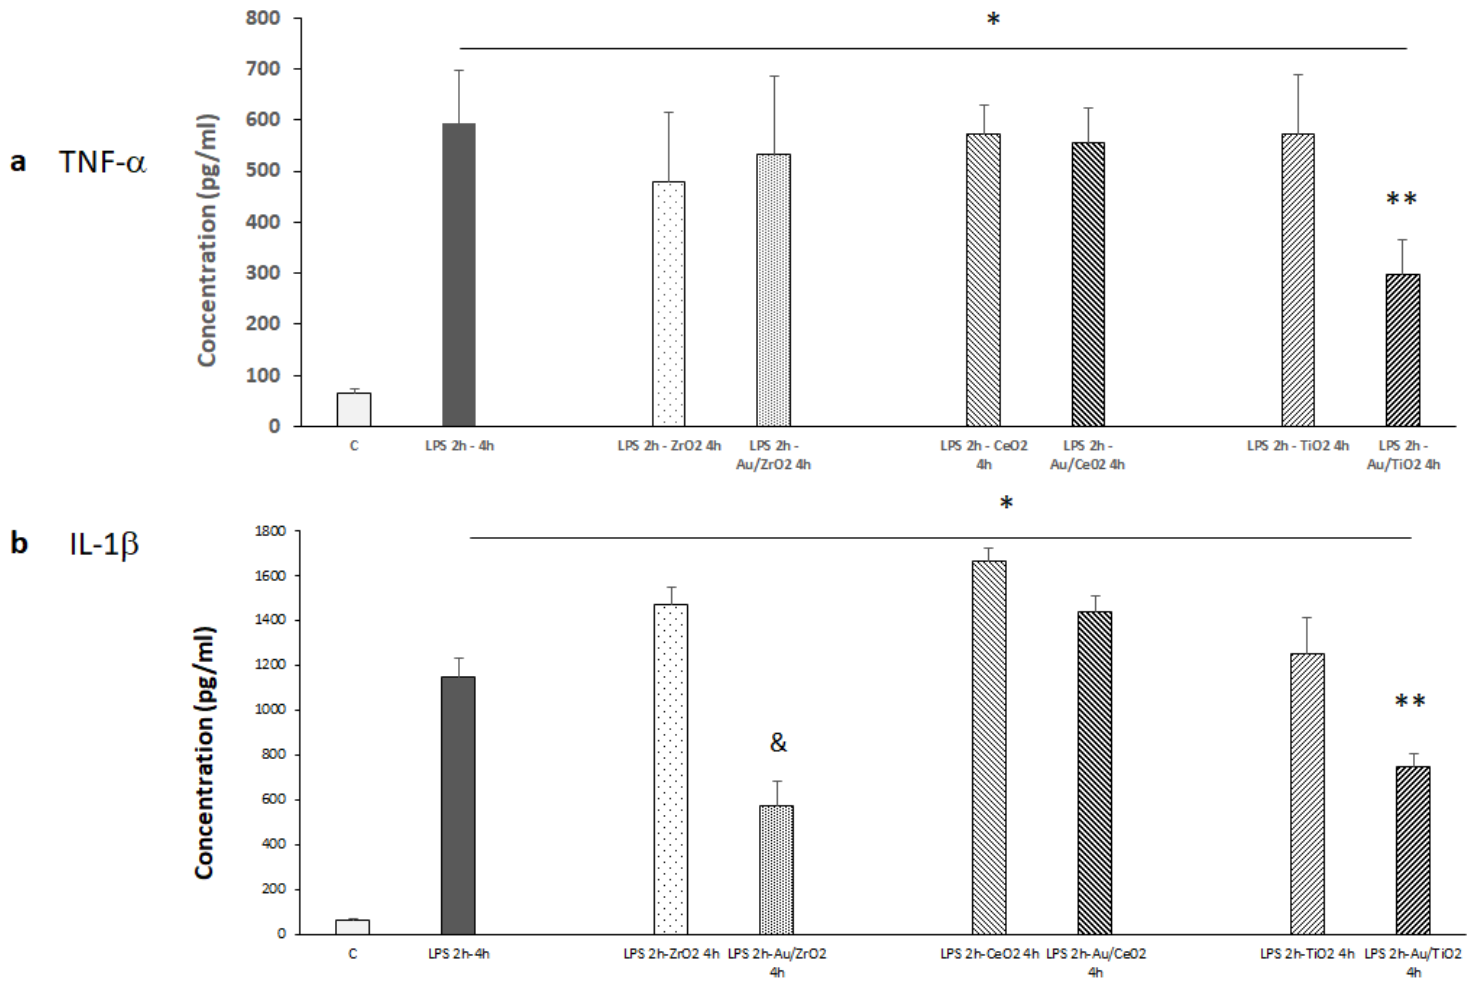 800
*
700
600
500
400
300
200
100
0
a TNF-α
Concentration (pg/ml)
**
C
LPS 2h - 4h
LPS 2h - ZrO2 4h
LPS 2h -
Au/ZrO2 4h
LPS 2h - CeO2
4h
LPS 2h -
Au/Ce02 4h
LPS 2h - TiO2 4h
LPS 2h -
Au/TiO2 4h
b IL-1β
*
1800
1600
1400
1200
1000
800
600
400
200
0
Concentration (pg/ml)
&
**
C
LPS 2h-4h
LPS 2h-ZrO2 4h
LPS 2h-Au/ZrO2
4h
LPS 2h-CeO2 4h
LPS 2h-Au/Ce02
4h
LPS 2h-TiO2 4h
LPS 2h-Au/TiO2
4h